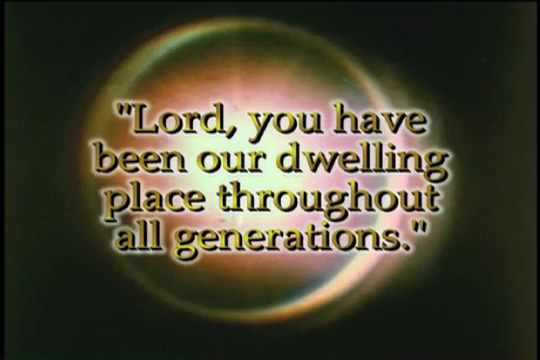 "Lord, you have
been our dwelling
place throughout
all generations."